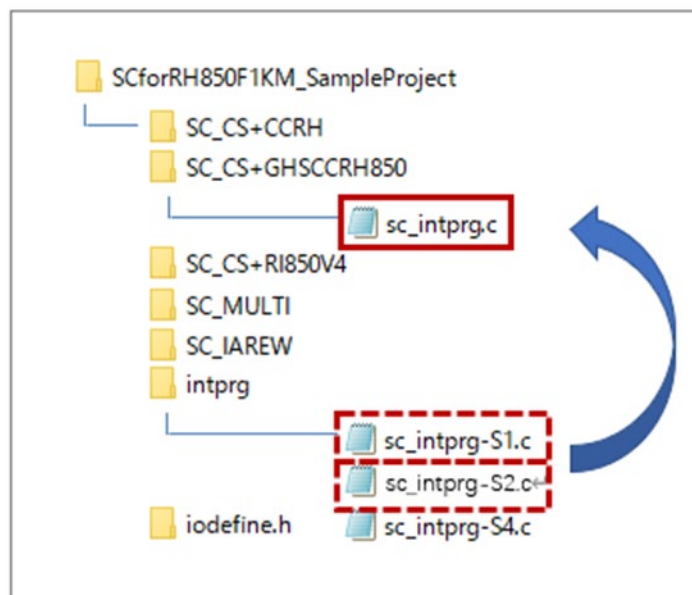 SCforRH850F1KM_SampleProject
SC_CS+CCRH
SC_CS+GHSCCRH850
sc_intprg.c
SC_CS+RI850V4
SC_MULTI
SC_IAREW
intprg
sc_intprg-S1.c
sc_intprg-S2.c↵
iodefine.h sc_intprg-S4.c